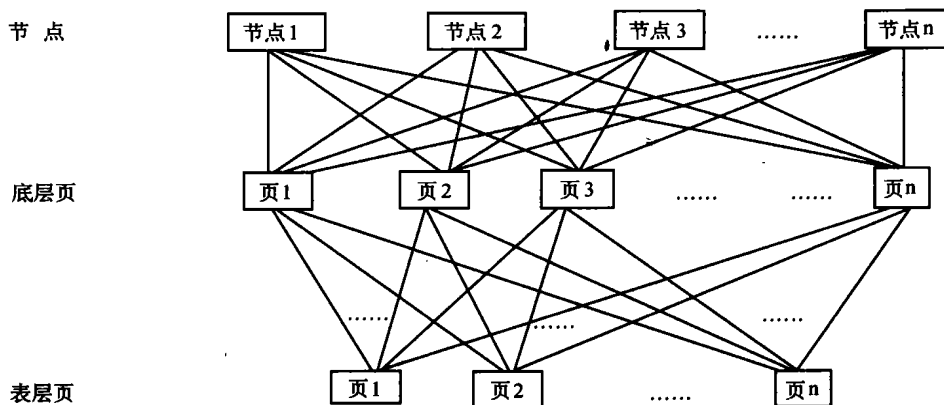 节 点 节点1 节点2 节点3 …… 节点n
底层页 页1 页2 页3 …… …… 页n
…… …… ……
表层页 页1 页2 …… 页n